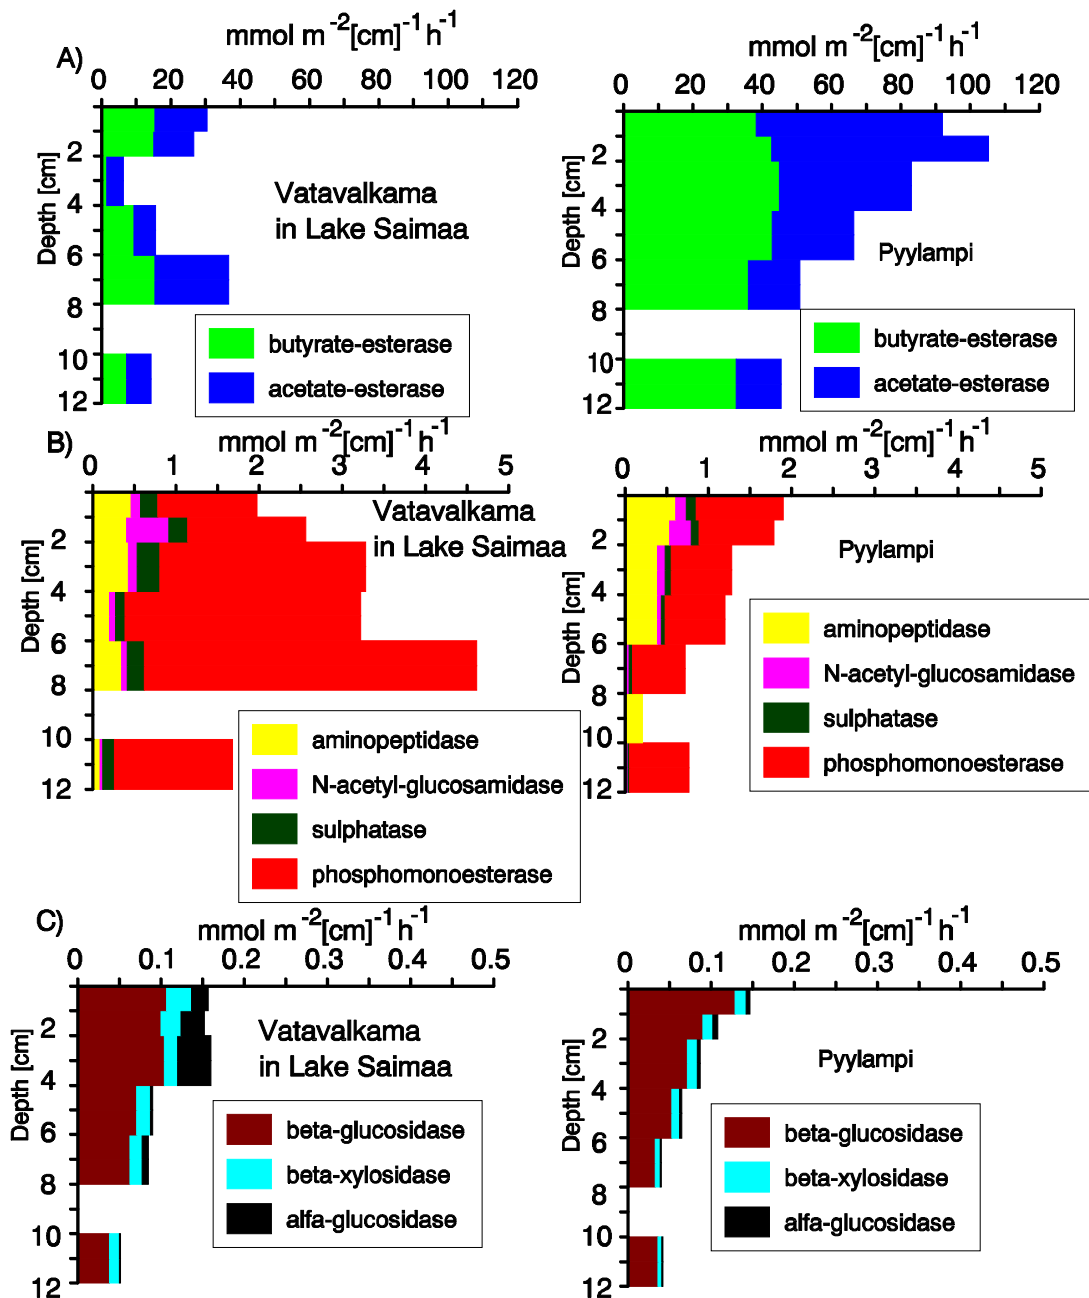 mmol m⁻²[cm]⁻¹h⁻¹
A)
0 20 40 60 80 100 120
Depth [cm]
2
4
6
8
10
12
Vatavalkama
in Lake Saimaa
butyrate-esterase
acetate-esterase
mmol m⁻²[cm]⁻¹h⁻¹
0 20 40 60 80 100 120
Depth [cm]
2
4
6
8
10
12
Pyylampi
butyrate-esterase
acetate-esterase
B)
mmol m⁻²[cm]⁻¹h⁻¹
0 1 2 3 4 5
Depth [cm]
2
4
6
8
10
12
Vatavalkama
in Lake Saimaa
aminopeptidase
N-acetyl-glucosamidase
sulphatase
phosphomonoesterase
mmol m⁻²[cm]⁻¹h⁻¹
0 1 2 3 4 5
Depth [cm]
2
4
6
8
10
12
Pyylampi
aminopeptidase
N-acetyl-glucosamidase
sulphatase
phosphomonoesterase
C)
mmol m⁻²[cm]⁻¹h⁻¹
0 0.1 0.2 0.3 0.4 0.5
Depth [cm]
2
4
6
8
10
12
Vatavalkama
in Lake Saimaa
beta-glucosidase
beta-xylosidase
alfa-glucosidase
mmol m⁻²[cm]⁻¹h⁻¹
0 0.1 0.2 0.3 0.4 0.5
Depth [cm]
2
4
6
8
10
12
Pyylampi
beta-glucosidase
beta-xylosidase
alfa-glucosidase